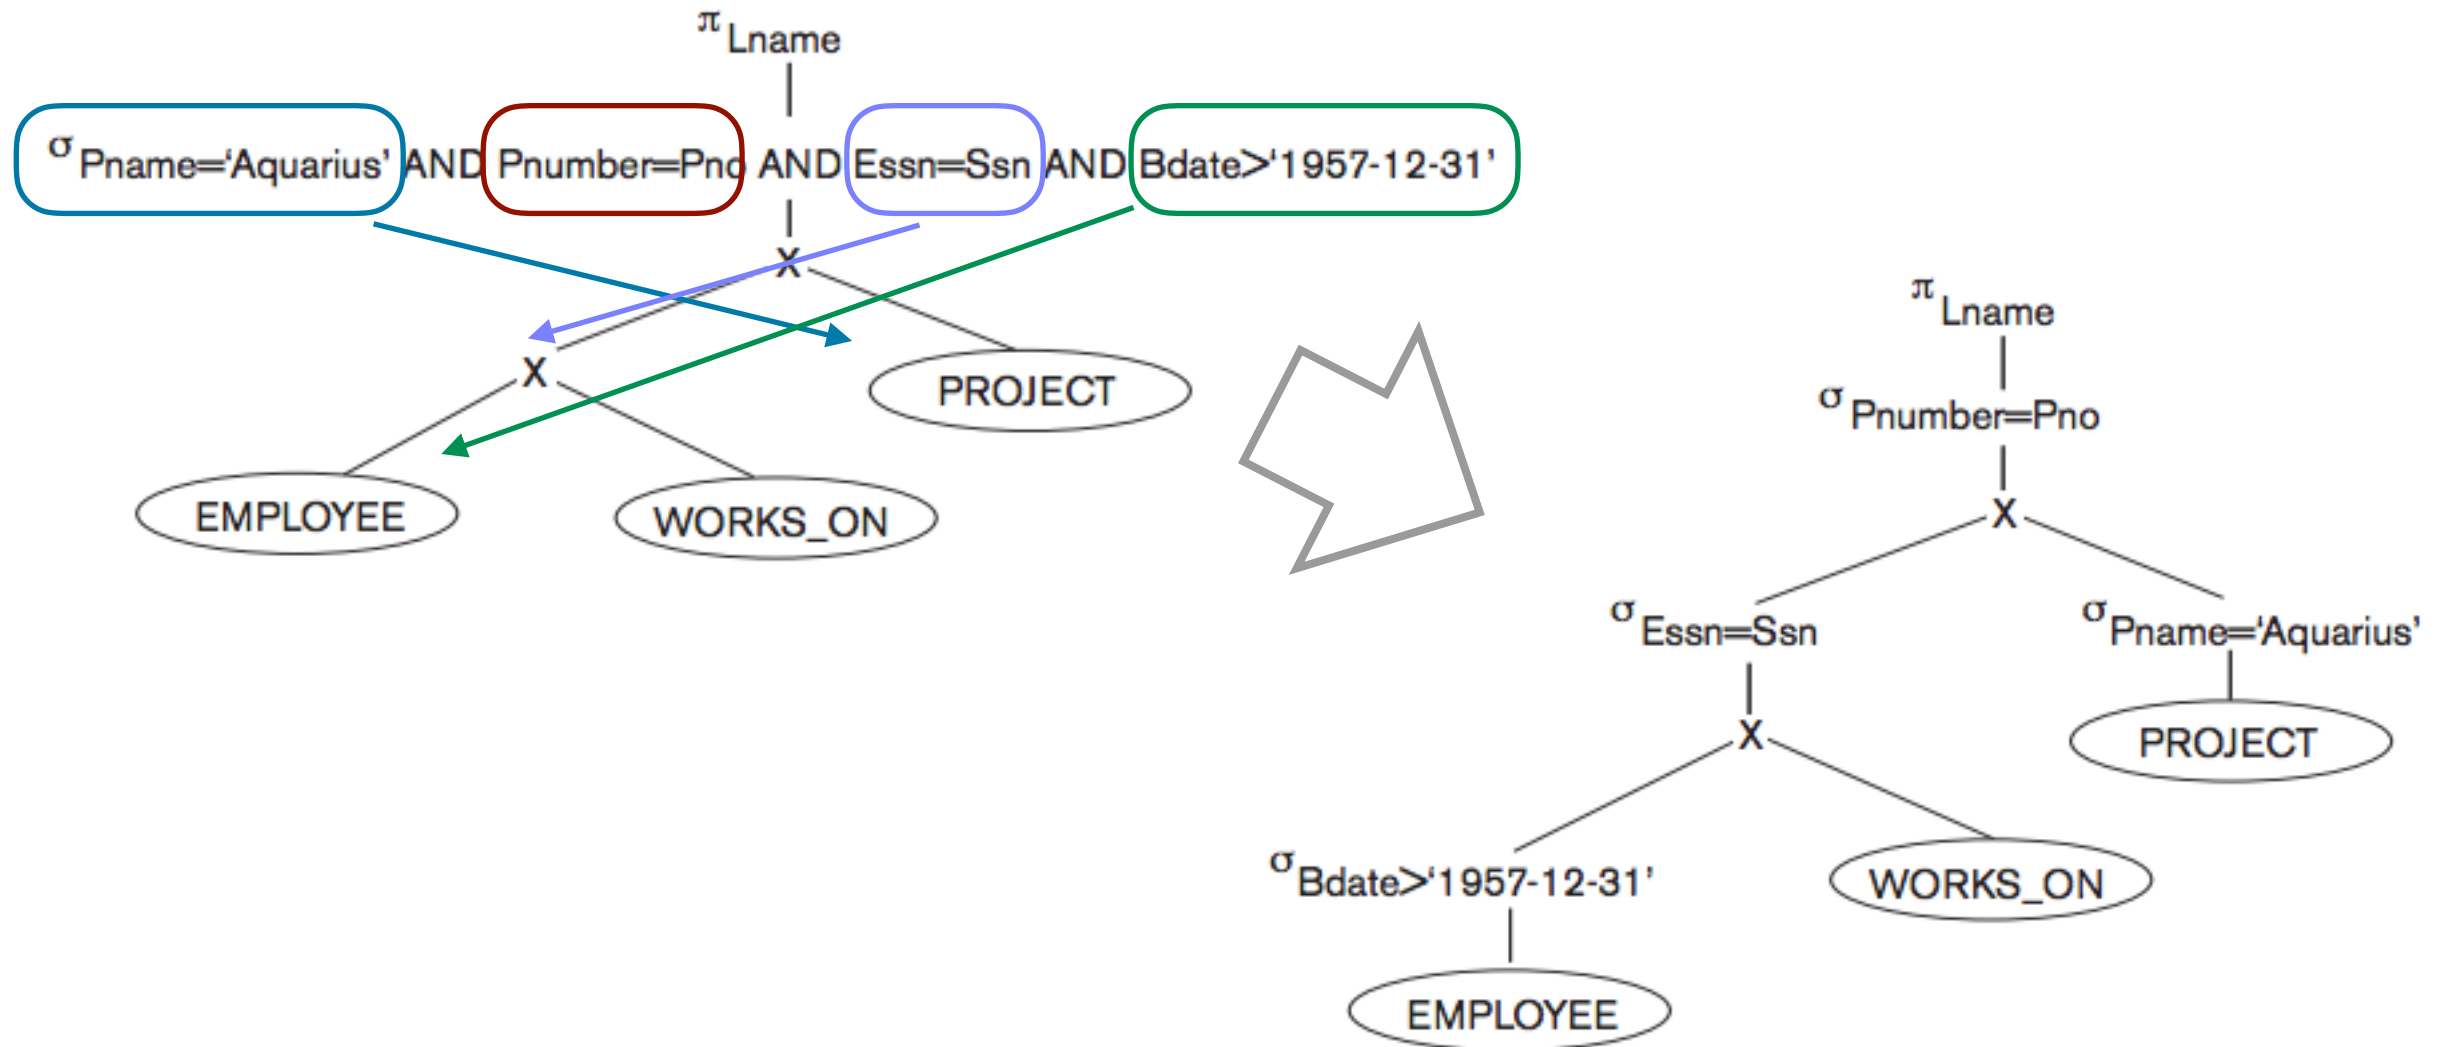 π Lname
σ Pname=‘Aquarius’ AND Pnumber=Pno AND Essn=Ssn AND Bdate>‘1957-12-31’
X
X
PROJECT
EMPLOYEE
WORKS_ON
π Lname
σ Pnumber=Pno
X
σ Essn=Ssn
σ Pname=‘Aquarius’
X
PROJECT
σ Bdate>‘1957-12-31’
WORKS_ON
EMPLOYEE